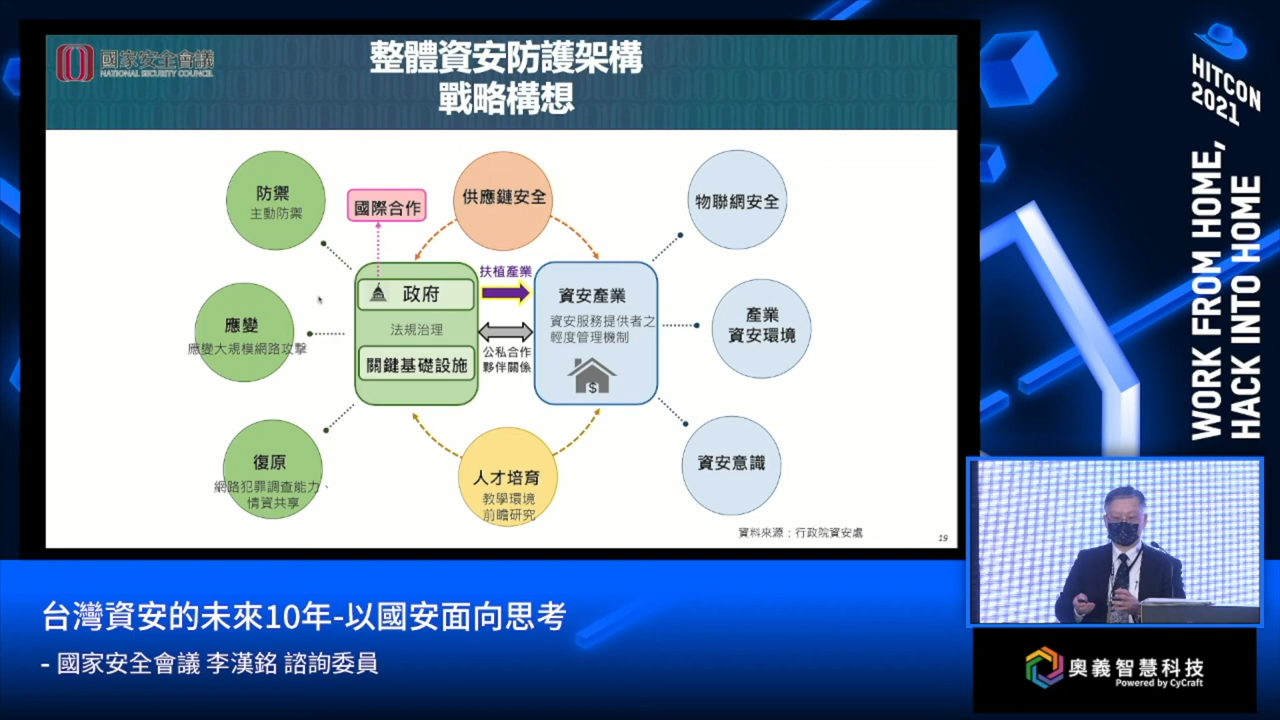 國家安全會議
NATIONAL SECURITY COUNCIL
整體資安防護架構
戰略構想
防禦
主動防禦
國際合作
供應鏈安全
物聯網安全
扶植產業
政府
資安產業
法規治理
資安服務提供者之
輕度管理機制
應變
應變大規模網路攻擊
關鍵基礎設施
公私合作
夥伴關係
$
產業
資安環境
復原
網路犯罪調查能力、
情資共享
人才培育
教學環境
前瞻研究
資安意識
資料來源：行政院資安處
19
HITCON
2021
WORK FROM HOME,
HACK INTO HOME
台灣資安的未來10年-以國安面向思考
- 國家安全會議 李漢銘 諮詢委員
奧義智慧科技
Powered by CyCraft